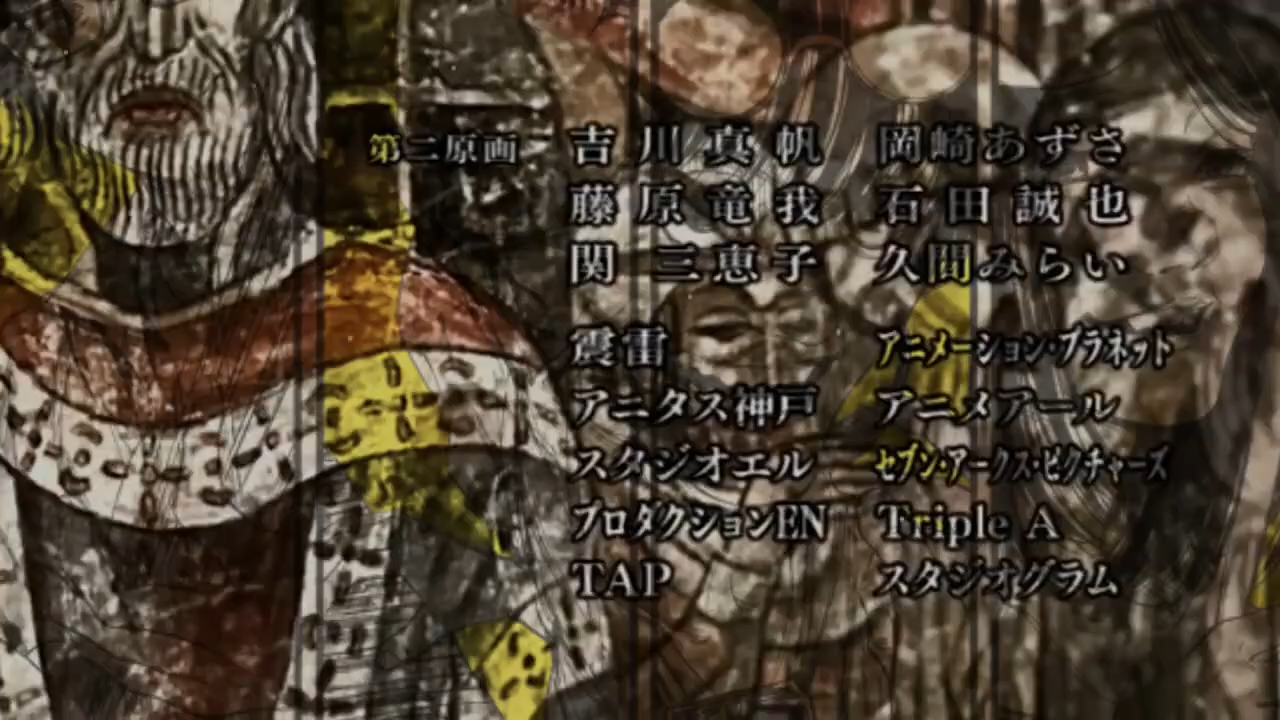 第二原画 吉川真帆 岡崎あずさ
藤原竜我 石田誠也
関三恵子 久間みらい
震雷 アニメーション・プラネット
アニタス神戸 アニメアール
スタジオエル セブン・アークス・ピクチャーズ
プロダクションEN Triple A
TAP スタジオグラム